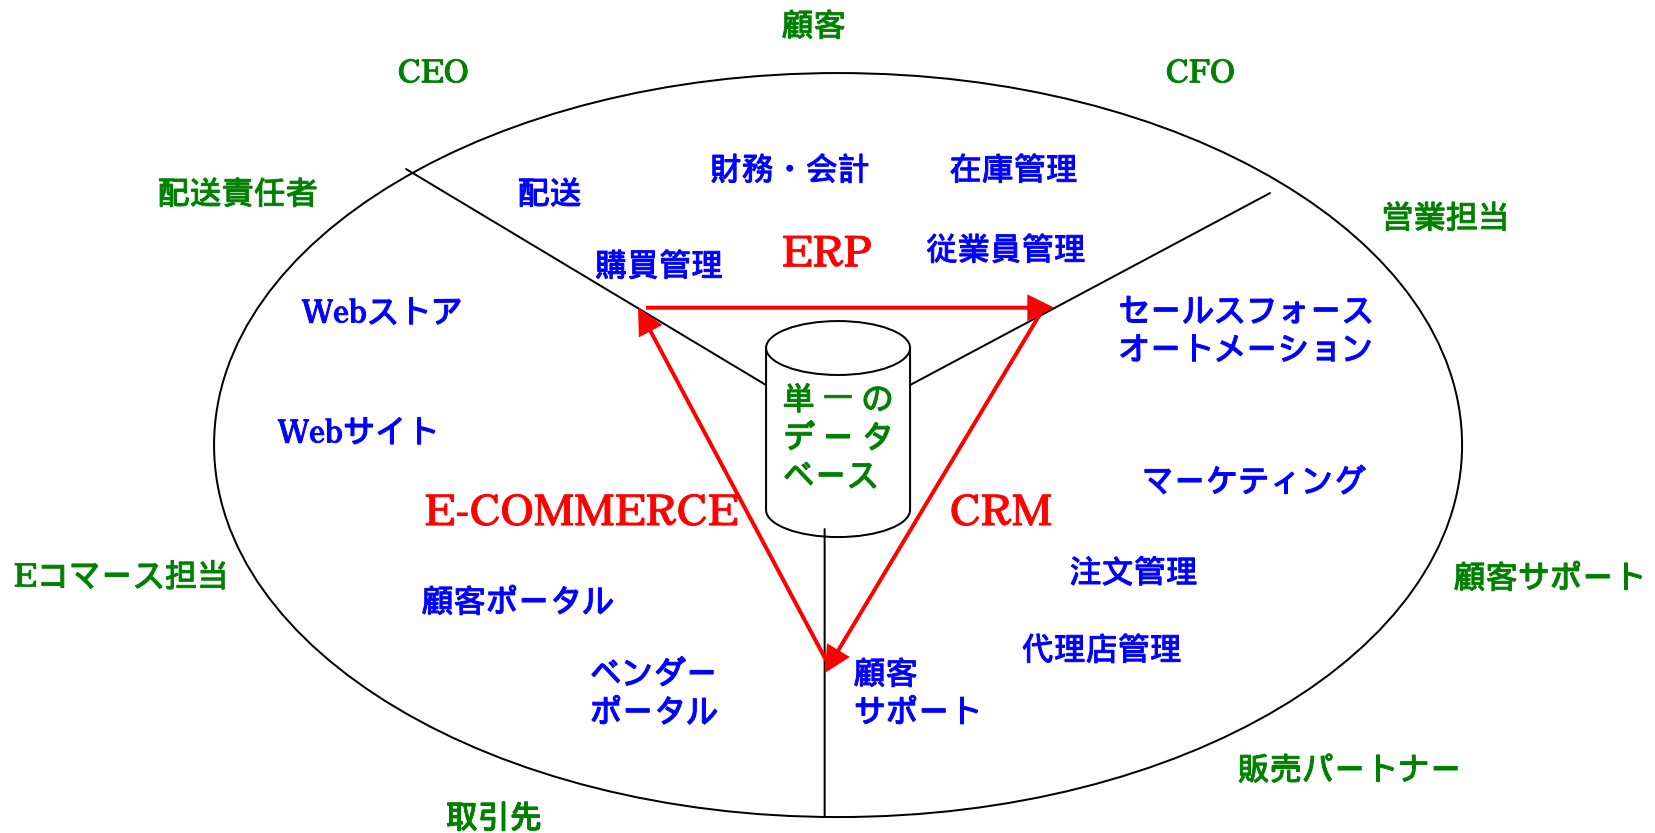 顧客
CEO
CFO
財務・会計
在庫管理
配送責任者
配送
営業担当
購買管理
ERP
従業員管理
Webストア
セールスフォース
オートメーション
単一の
データ
ベース
Webサイト
マーケティング
E-COMMERCE
CRM
Eコマース担当
注文管理
顧客サポート
顧客ポータル
代理店管理
ベンダー
ポータル
顧客
サポート
販売パートナー
取引先